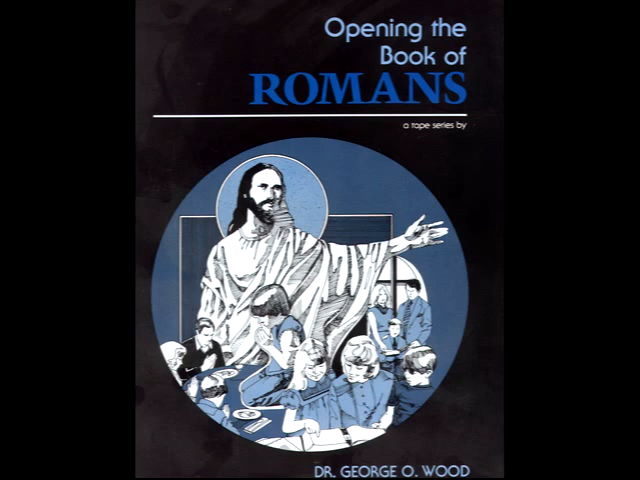 Opening the
Book of
ROMANS
a tape series by
DR. GEORGE O. WOOD